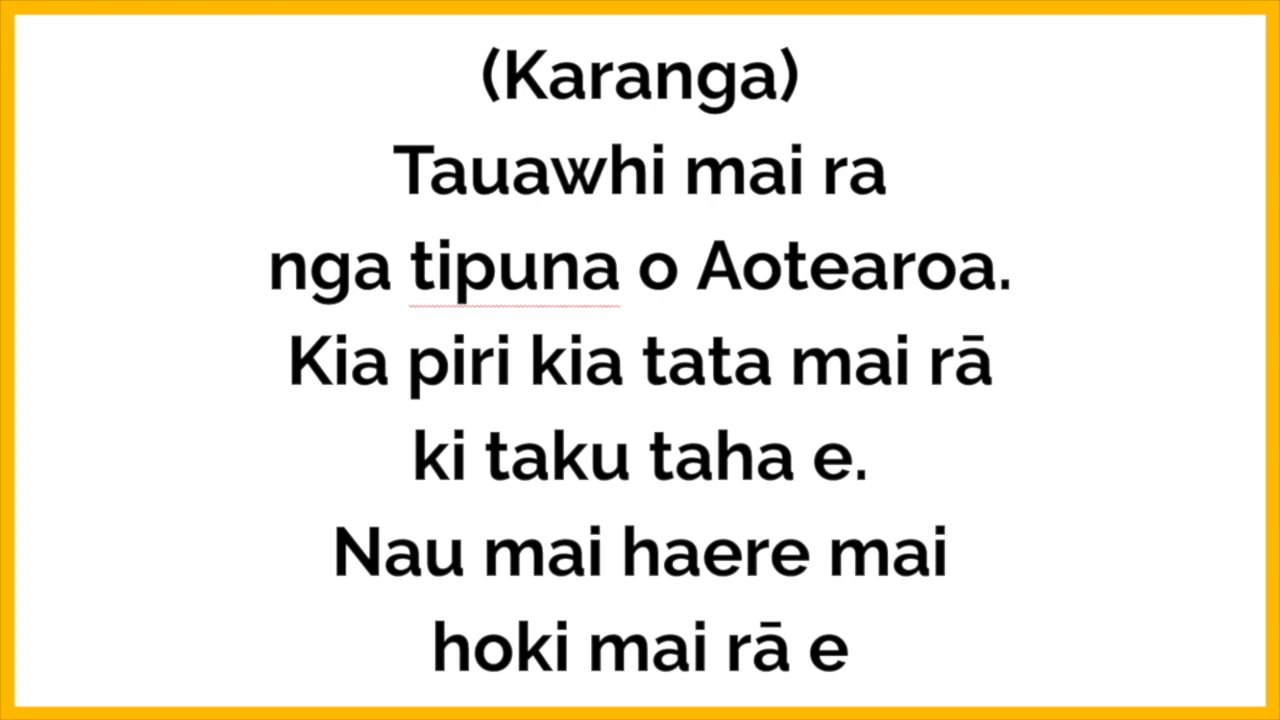 (Karanga)
Tauawhi mai ra
nga tipuna o Aotearoa.
Kia piri kia tata mai rā
ki taku taha e.
Nau mai haere mai
hoki mai rā e